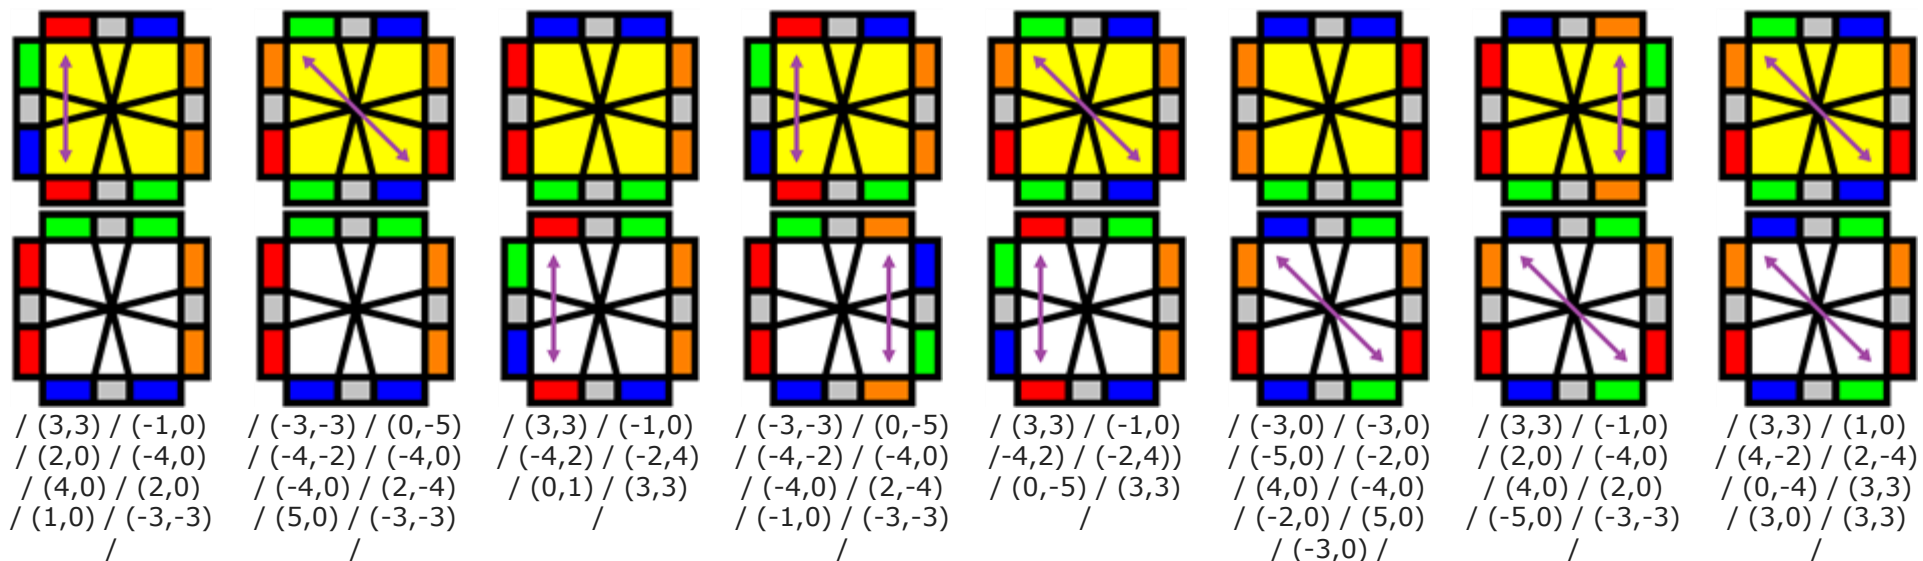 / (3,3) / (-1,0)
/ (2,0) / (-4,0)
/ (4,0) / (2,0)
/ (1,0) / (-3,-3)
/
/ (-3,-3) / (0,-5)
/ (-4,-2) / (-4,0)
/ (-4,0) / (2,-4)
/ (5,0) / (-3,-3)
/
/ (3,3) / (-1,0)
/ (-4,2) / (-2,4)
/ (0,1) / (3,3)
/
/ (-3,-3) / (0,-5)
/ (-4,-2) / (-4,0)
/ (-4,0) / (2,-4)
/ (-1,0) / (-3,-3)
/
/ (3,3) / (-1,0)
/-4,2) / (-2,4))
/ (0,-5) / (3,3)
/
/ (-3,0) / (-3,0)
/ (-5,0) / (-2,0)
/ (4,0) / (-4,0)
/ (-2,0) / (5,0)
/ (-3,0) /
/ (3,3) / (-1,0)
/ (2,0) / (-4,0)
/ (4,0) / (2,0)
/ (-5,0) / (-3,-3)
/
/ (3,3) / (1,0)
/ (4,-2) / (2,-4)
/ (0,-4) / (3,3)
/ (3,0) / (3,3)
/